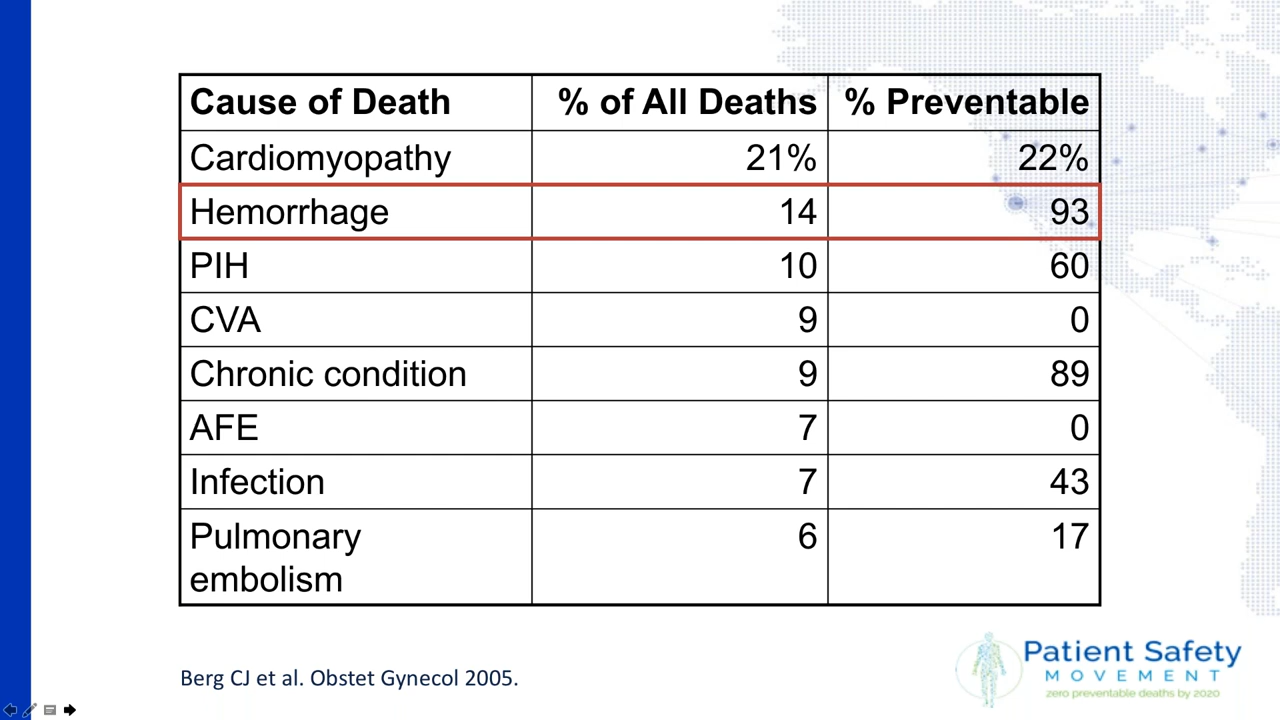 Cause of Death % of All Deaths % Preventable
Cardiomyopathy 21% 22%
Hemorrhage 14 93
PIH 10 60
CVA 9 0
Chronic condition 9 89
AFE 7 0
Infection 7 43
Pulmonary 6 17
embolism
Berg CJ et al. Obstet Gynecol 2005.
Patient Safety
MOVEMENT
zero preventable deaths by 2020